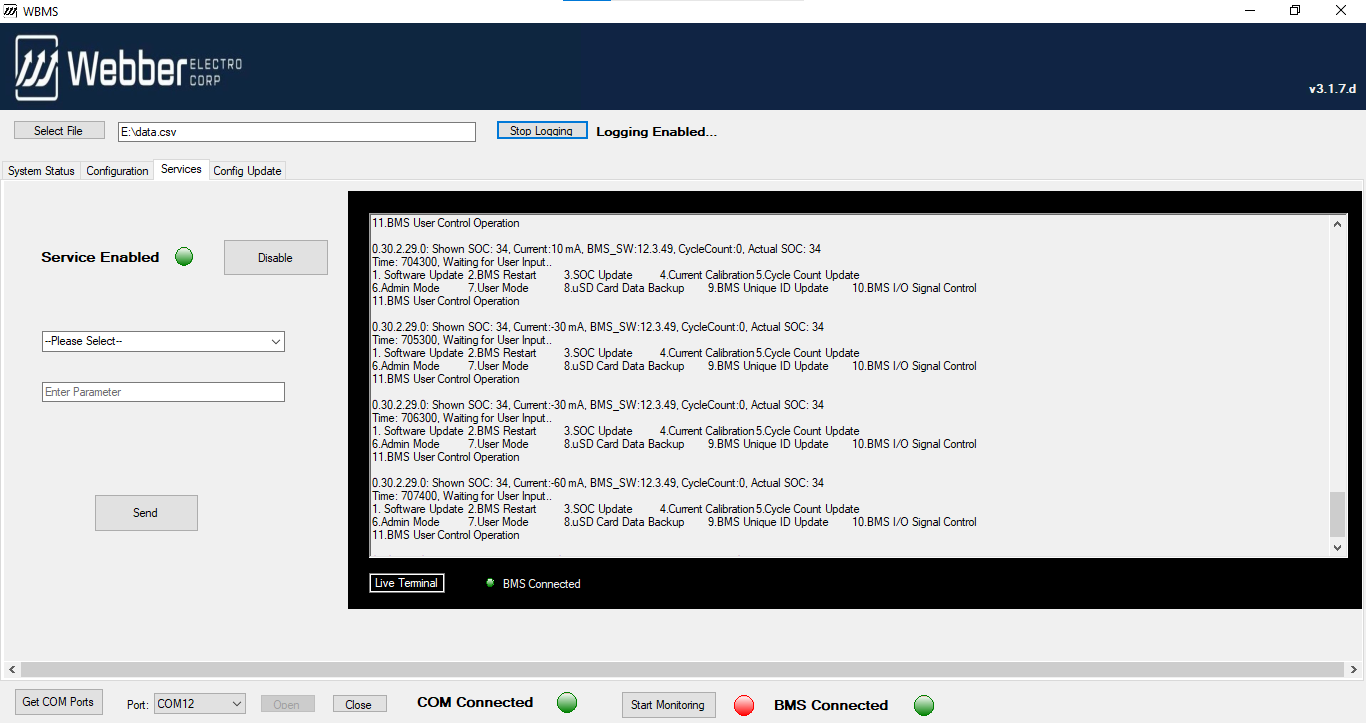 WBMS
Webber ELECTRO CORP
v3.1.7.d
Select File E:\data.csv Stop Logging Logging Enabled...
System Status Configuration Services Config Update
Service Enabled Disable
--Please Select--
Enter Parameter
Send
11.BMS User Control Operation
0.30.2.29.0: Shown SOC: 34, Current:10 mA, BMS_SW:12.3.49, CycleCount:0, Actual SOC: 34
Time: 704300, Waiting for User Input..
1. Software Update 2.BMS Restart 3.SOC Update 4.Current Calibration 5.Cycle Count Update
6.Admin Mode 7.User Mode 8.uSD Card Data Backup 9.BMS Unique ID Update 10.BMS I/O Signal Control
11.BMS User Control Operation
0.30.2.29.0: Shown SOC: 34, Current:-30 mA, BMS_SW:12.3.49, CycleCount:0, Actual SOC: 34
Time: 705300, Waiting for User Input..
1. Software Update 2.BMS Restart 3.SOC Update 4.Current Calibration 5.Cycle Count Update
6.Admin Mode 7.User Mode 8.uSD Card Data Backup 9.BMS Unique ID Update 10.BMS I/O Signal Control
11.BMS User Control Operation
0.30.2.29.0: Shown SOC: 34, Current:-30 mA, BMS_SW:12.3.49, CycleCount:0, Actual SOC: 34
Time: 706300, Waiting for User Input..
1. Software Update 2.BMS Restart 3.SOC Update 4.Current Calibration 5.Cycle Count Update
6.Admin Mode 7.User Mode 8.uSD Card Data Backup 9.BMS Unique ID Update 10.BMS I/O Signal Control
11.BMS User Control Operation
0.30.2.29.0: Shown SOC: 34, Current:-60 mA, BMS_SW:12.3.49, CycleCount:0, Actual SOC: 34
Time: 707400, Waiting for User Input..
1. Software Update 2.BMS Restart 3.SOC Update 4.Current Calibration 5.Cycle Count Update
6.Admin Mode 7.User Mode 8.uSD Card Data Backup 9.BMS Unique ID Update 10.BMS I/O Signal Control
11.BMS User Control Operation
Live Terminal BMS Connected
Get COM Ports Port: COM12 Open Close COM Connected Start Monitoring BMS Connected